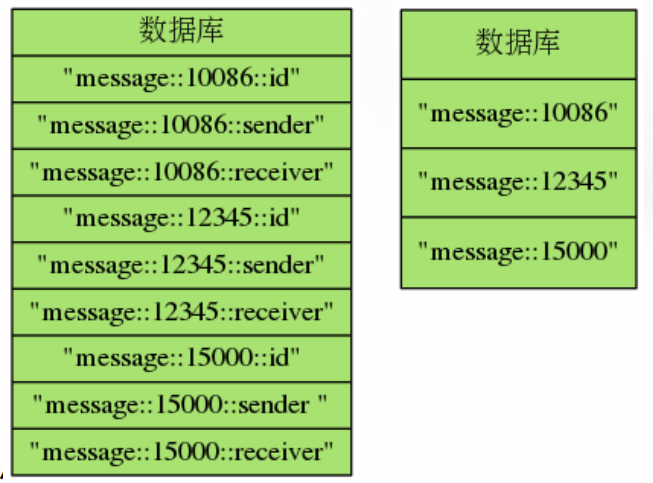 数据库
"message::10086::id"
"message::10086::sender"
"message::10086::receiver"
"message::12345::id"
"message::12345::sender"
"message::12345::receiver"
"message::15000::id"
"message::15000::sender "
"message::15000::receiver"
数据库
"message::10086"
"message::12345"
"message::15000"